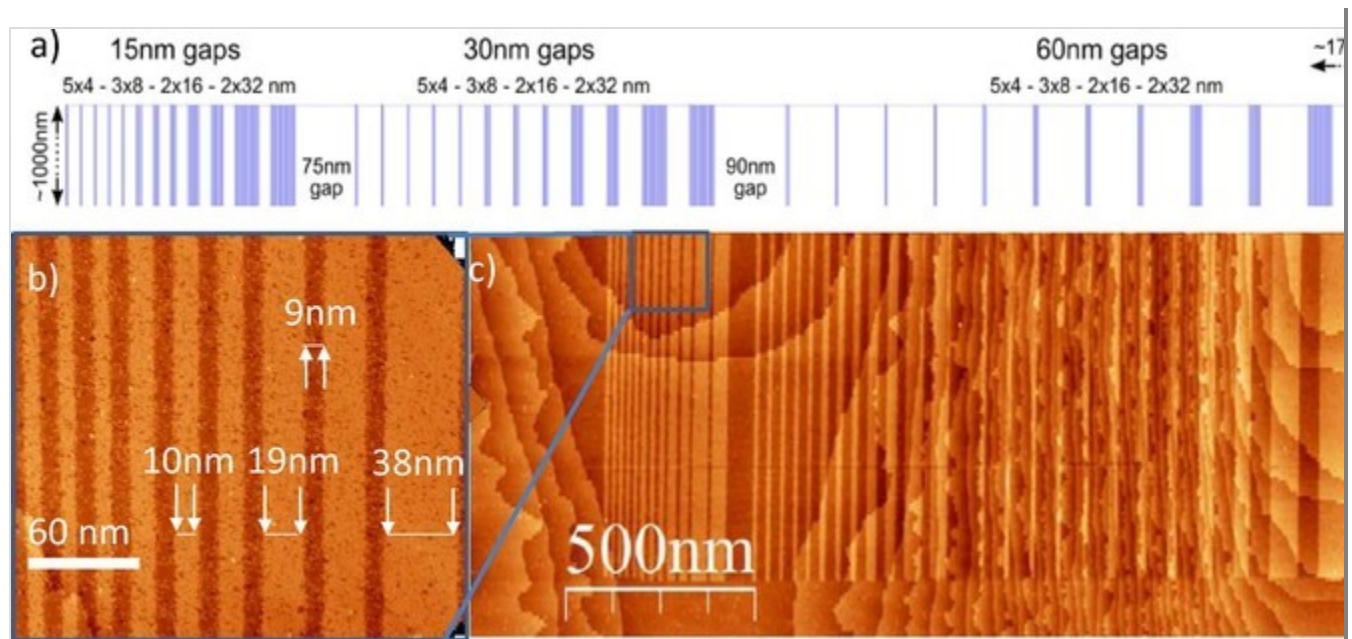 a)
15nm gaps
30nm gaps
60nm gaps
~17
5x4 - 3x8 - 2x16 - 2x32 nm
5x4 - 3x8 - 2x16 - 2x32 nm
5x4 - 3x8 - 2x16 - 2x32 nm
~1000nm
75nm
gap
90nm
gap
b)
9nm
10nm
19nm
38nm
60 nm
c)
500nm